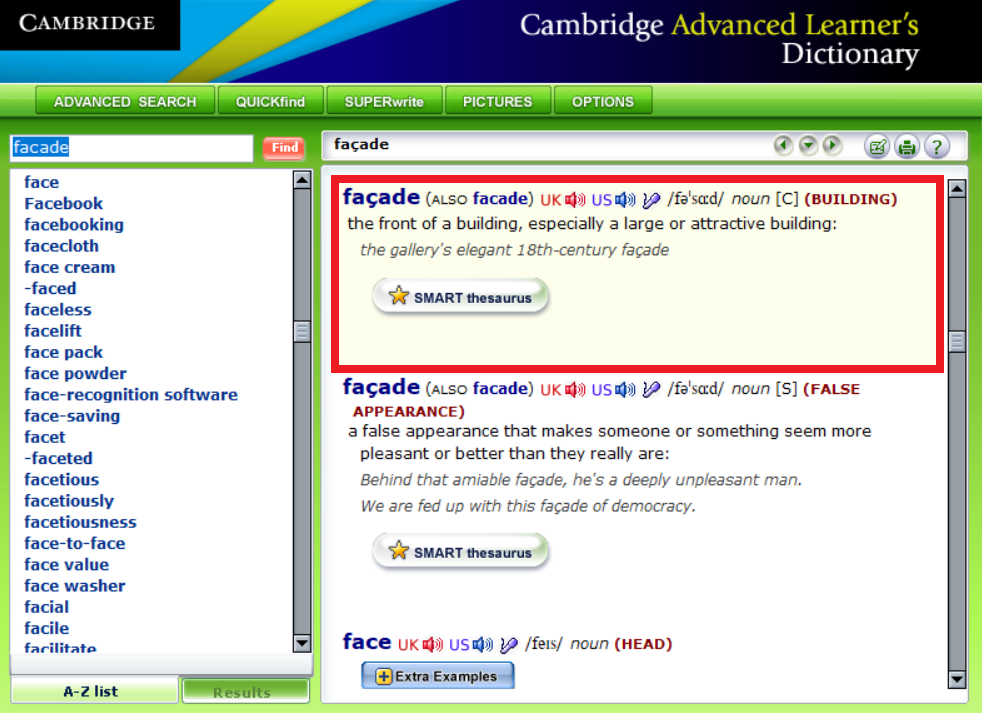 CAMBRIDGE
Cambridge Advanced Learner's
Dictionary
ADVANCED SEARCH
QUICKfind
SUPERwrite
PICTURES
OPTIONS
facade
Find
face
Facebook
facebooking
facecloth
face cream
-faced
faceless
facelift
face pack
face powder
face-recognition software
face-saving
facet
-faceted
facetious
facetiously
facetiousness
face-to-face
face value
face washer
facial
facile
facilitate
A-Z list
Results
façade
?
façade (ALSO facade) UK US /fəˈsɑːd/ noun [C] (BUILDING)
the front of a building, especially a large or attractive building:
the gallery's elegant 18th-century façade
SMART thesaurus
façade (ALSO facade) UK US /fəˈsɑːd/ noun [S] (FALSE
APPEARANCE)
a false appearance that makes someone or something seem more
pleasant or better than they really are:
Behind that amiable façade, he's a deeply unpleasant man.
We are fed up with this façade of democracy.
SMART thesaurus
face UK US /feɪs/ noun (HEAD)
Extra Examples